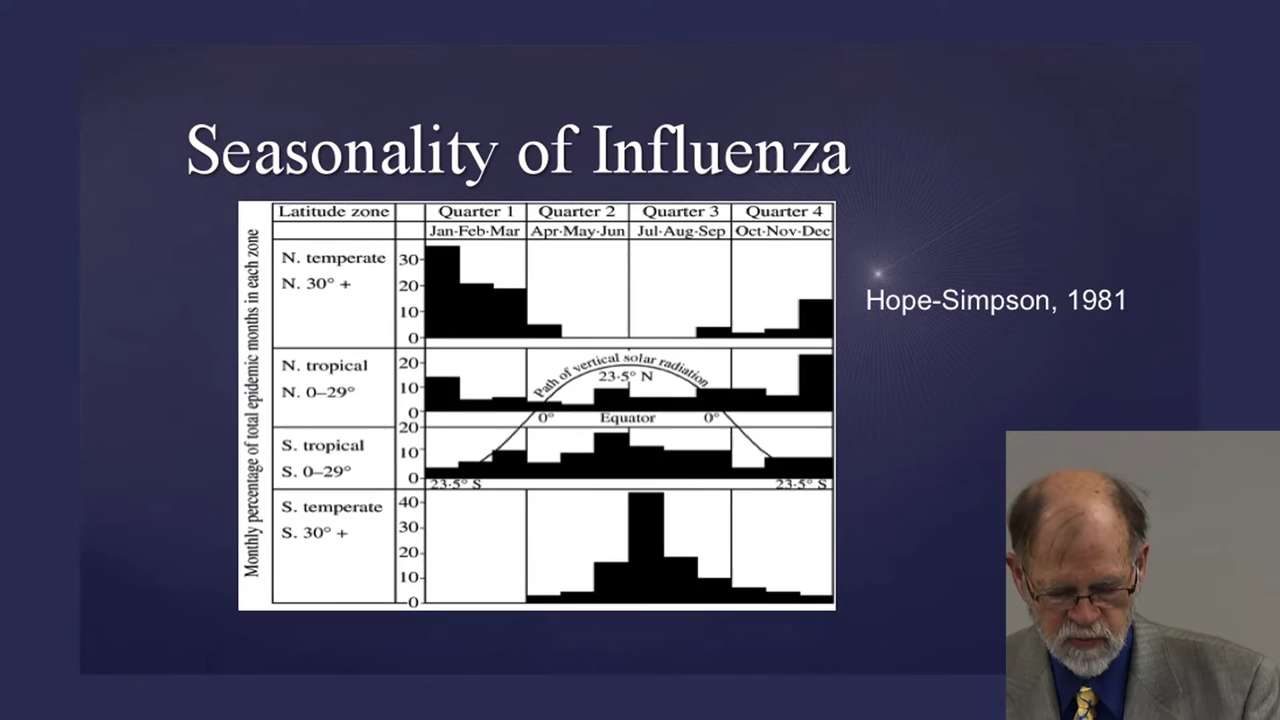 Seasonality of Influenza
Hope-Simpson, 1981
Monthly percentage of total epidemic months in each zone
Latitude zone Quarter 1 Quarter 2 Quarter 3 Quarter 4
Jan·Feb·Mar Apr·May·Jun Jul·Aug·Sep Oct·Nov·Dec
N. temperate
N. 30° +
30
20
10
0
N. tropical
N. 0–29°
20
10
0
Path of vertical solar radiation
23·5° N
0° Equator 0°
S. tropical
S. 0–29°
20
10
0
23·5° S 23·5° S
S. temperate
S. 30° +
40
30
20
10
0